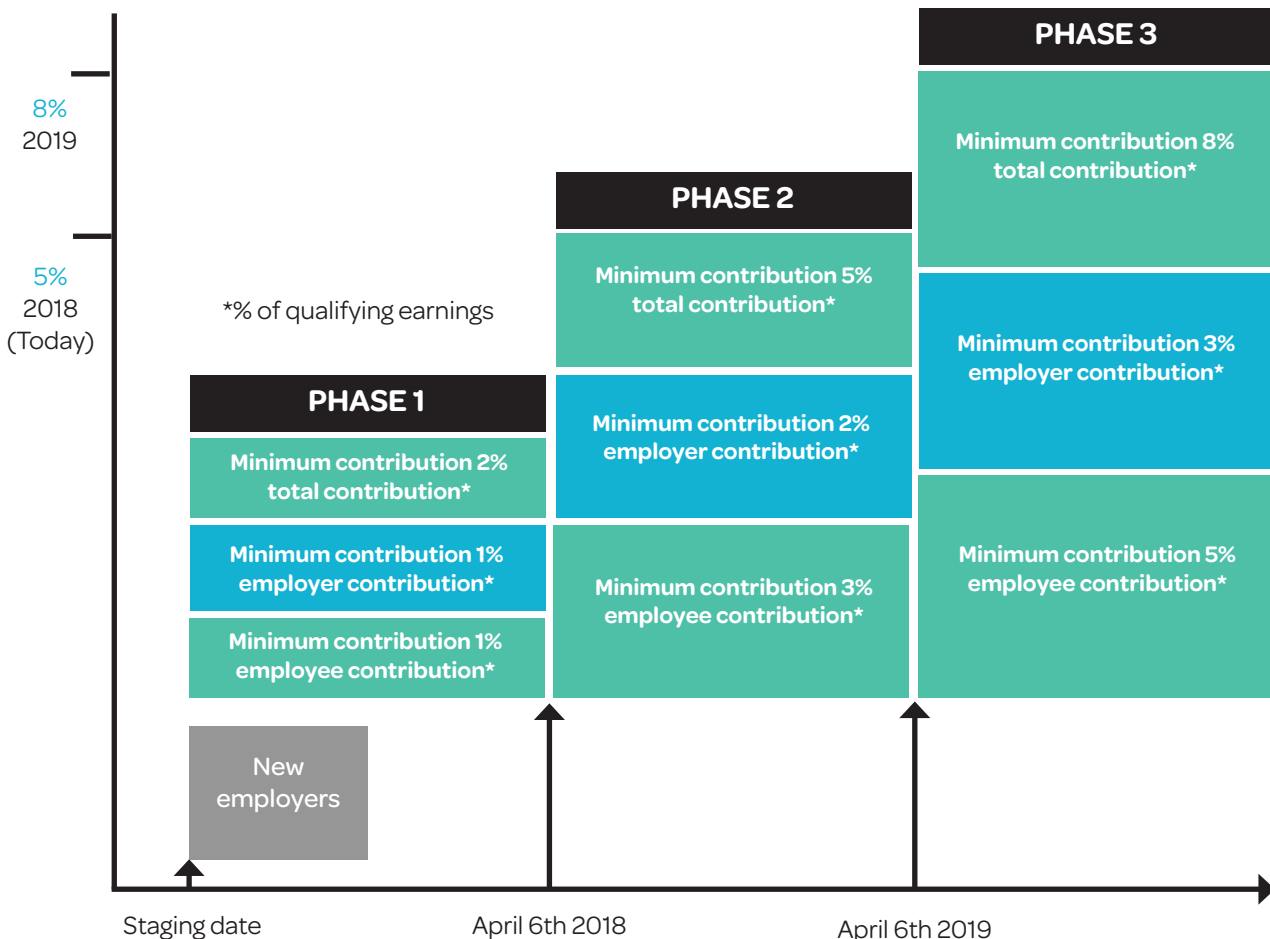 PHASE 3
8%
2019
Minimum contribution 8%
total contribution*
PHASE 2
5%
2018
(Today)
*% of qualifying earnings
Minimum contribution 5%
total contribution*
Minimum contribution 3%
employer contribution*
PHASE 1
Minimum contribution 2%
total contribution*
Minimum contribution 2%
employer contribution*
Minimum contribution 1%
employer contribution*
Minimum contribution 3%
employee contribution*
Minimum contribution 5%
employee contribution*
Minimum contribution 1%
employee contribution*
New
employers
Staging date
April 6th 2018
April 6th 2019